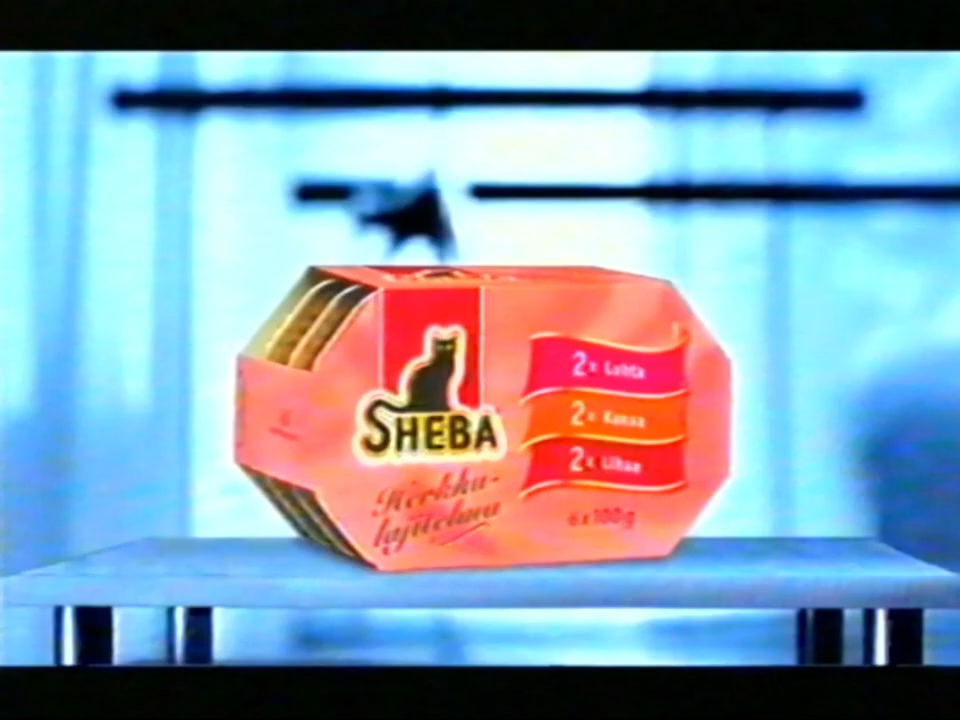 SHEBA
Herkku-
lajitelma
2x Lohta
2x Kanaa
2x Lihaa
6x100g